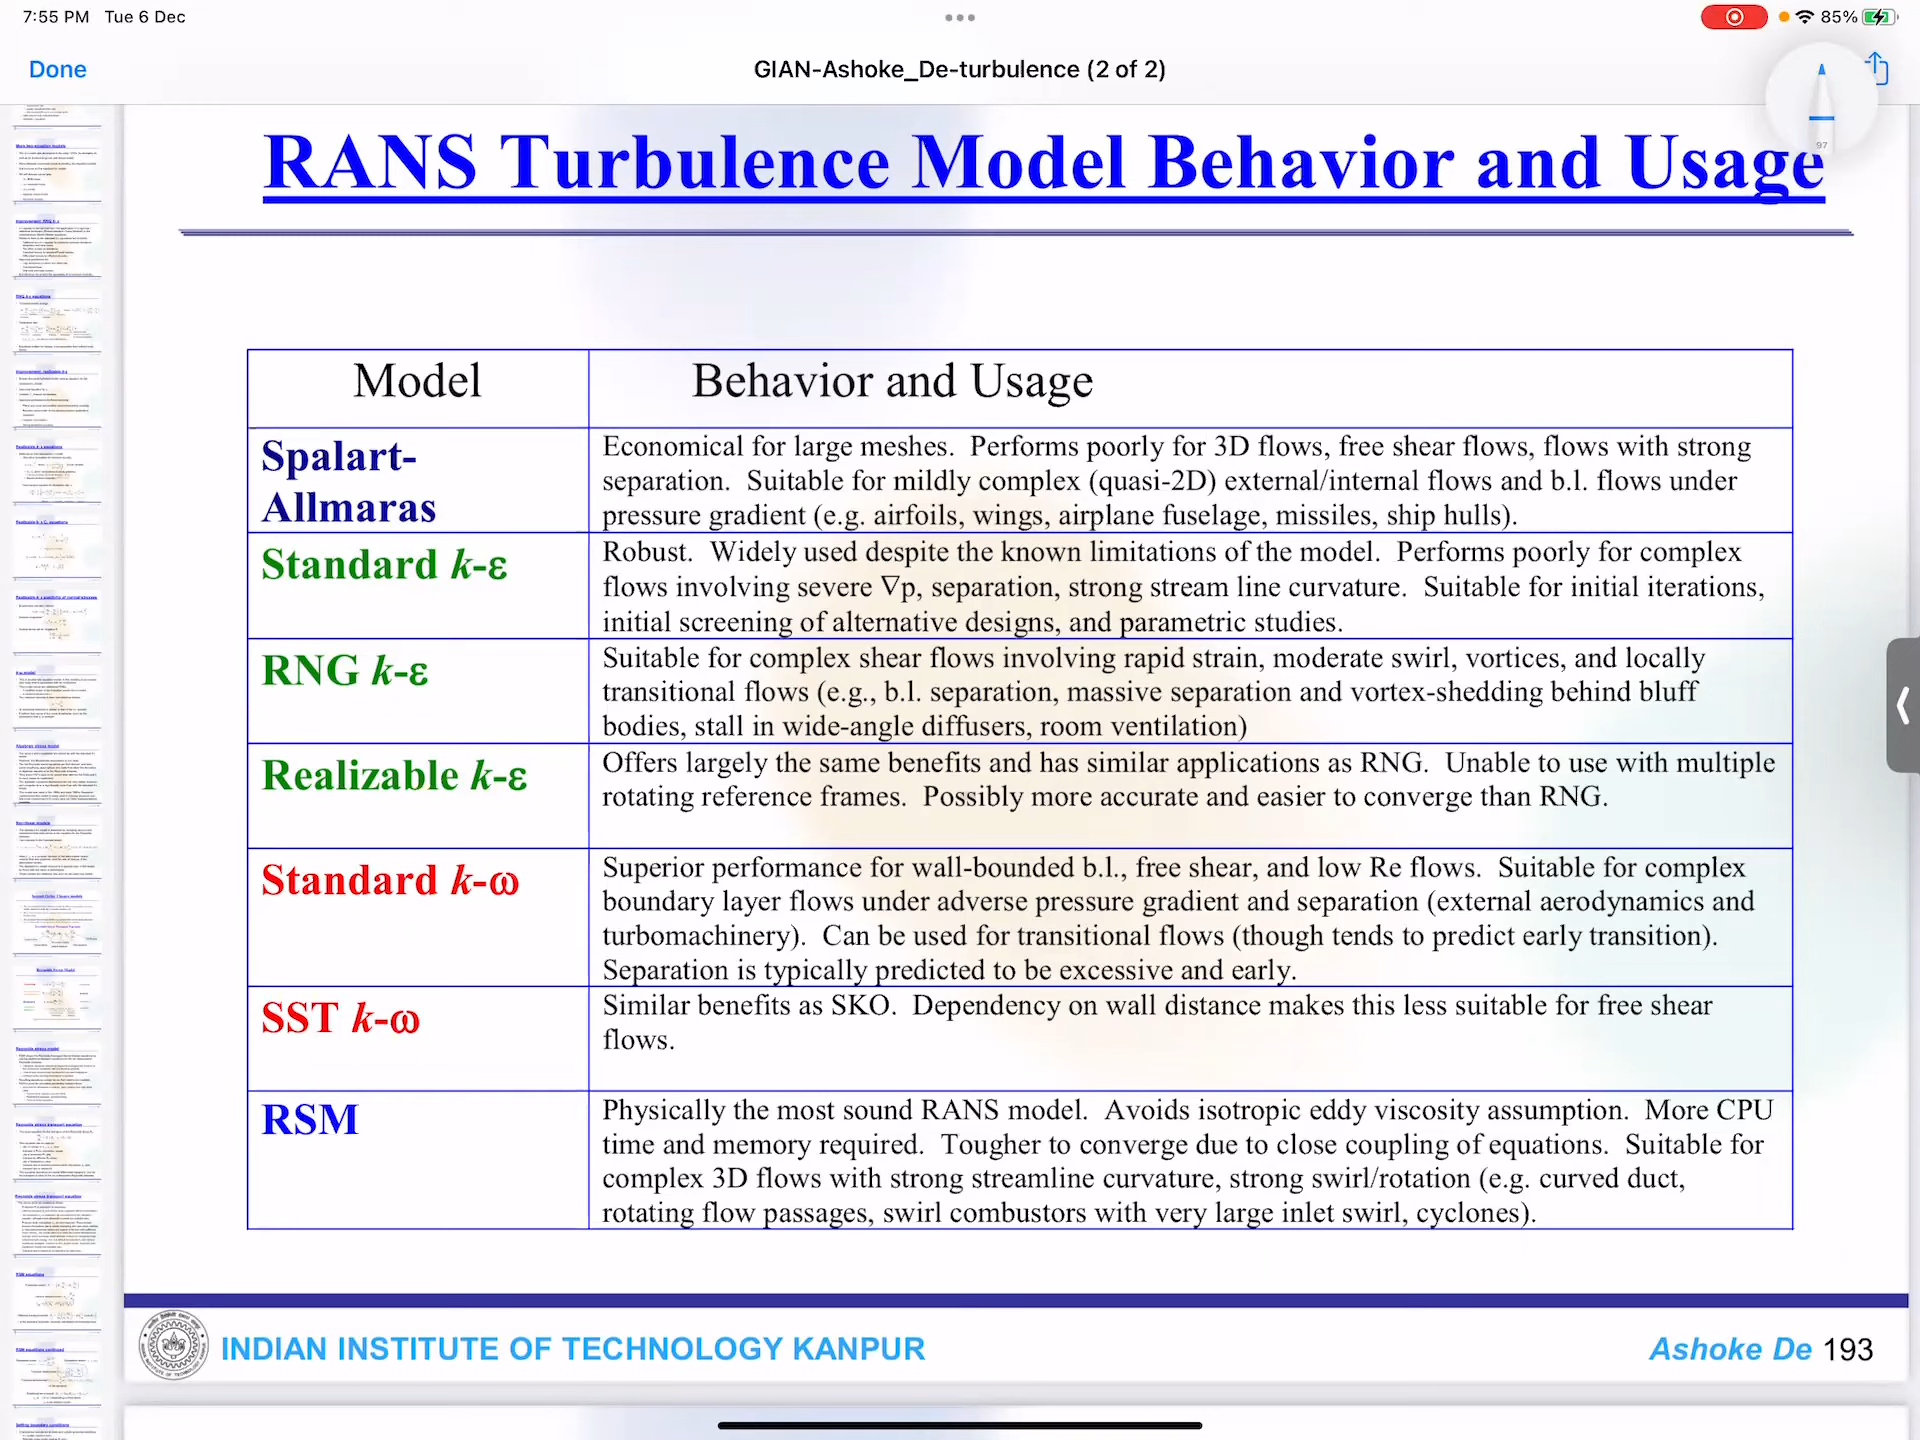 7:55 PM Tue 6 Dec
85%
Done
GIAN-Ashoke_De-turbulence (2 of 2)
97
RANS Turbulence Model Behavior and Usage
Model
Behavior and Usage
Spalart-
Allmaras
Economical for large meshes. Performs poorly for 3D flows, free shear flows, flows with strong
separation. Suitable for mildly complex (quasi-2D) external/internal flows and b.l. flows under
pressure gradient (e.g. airfoils, wings, airplane fuselage, missiles, ship hulls).
Standard k-ε
Robust. Widely used despite the known limitations of the model. Performs poorly for complex
flows involving severe ∇p, separation, strong stream line curvature. Suitable for initial iterations,
initial screening of alternative designs, and parametric studies.
RNG k-ε
Suitable for complex shear flows involving rapid strain, moderate swirl, vortices, and locally
transitional flows (e.g., b.l. separation, massive separation and vortex-shedding behind bluff
bodies, stall in wide-angle diffusers, room ventilation)
Realizable k-ε
Offers largely the same benefits and has similar applications as RNG. Unable to use with multiple
rotating reference frames. Possibly more accurate and easier to converge than RNG.
Standard k-ω
Superior performance for wall-bounded b.l., free shear, and low Re flows. Suitable for complex
boundary layer flows under adverse pressure gradient and separation (external aerodynamics and
turbomachinery). Can be used for transitional flows (though tends to predict early transition).
Separation is typically predicted to be excessive and early.
SST k-ω
Similar benefits as SKO. Dependency on wall distance makes this less suitable for free shear
flows.
RSM
Physically the most sound RANS model. Avoids isotropic eddy viscosity assumption. More CPU
time and memory required. Tougher to converge due to close coupling of equations. Suitable for
complex 3D flows with strong streamline curvature, strong swirl/rotation (e.g. curved duct,
rotating flow passages, swirl combustors with very large inlet swirl, cyclones).
INDIAN INSTITUTE OF TECHNOLOGY KANPUR
Ashoke De 193